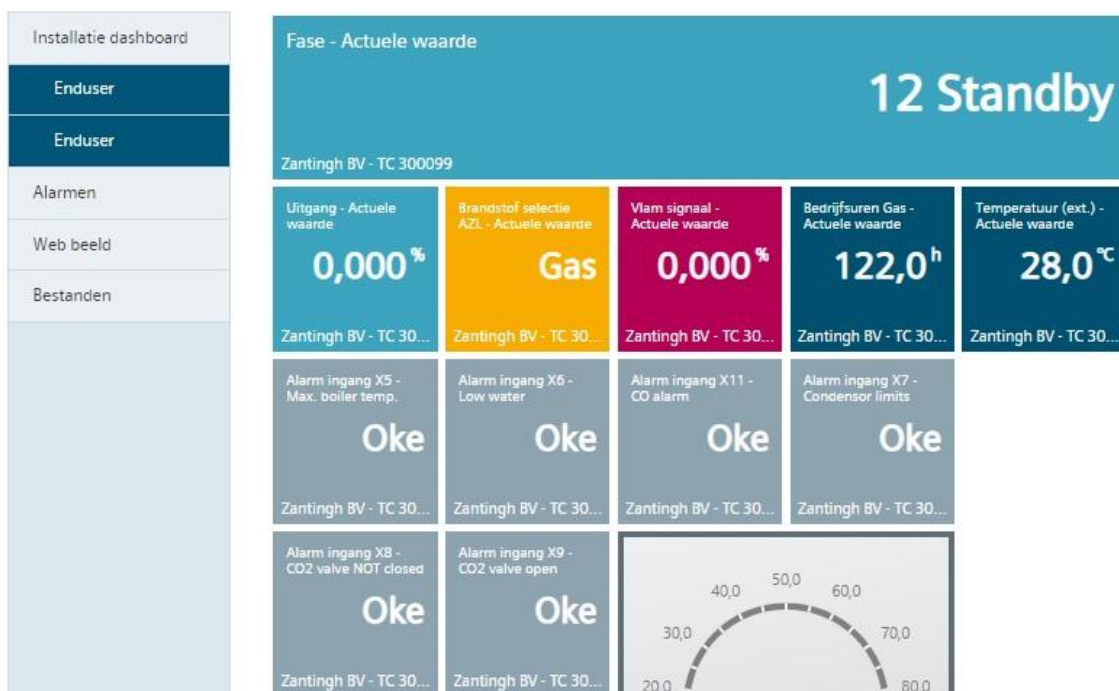 Installatie dashboard
Enduser
Enduser
Alarmen
Web beeld
Bestanden
Fase - Actuele waarde
12 Standby
Zantingh BV - TC 300099
Uitgang - Actuele
waarde
0,000 %
Zantingh BV - TC 30...
Brandstof selectie
AZL - Actuele waarde
Gas
Zantingh BV - TC 30...
Vlam signaal -
Actuele waarde
0,000 %
Zantingh BV - TC 30...
Bedrijfsuren Gas -
Actuele waarde
122,0 h
Zantingh BV - TC 30...
Temperatuur (ext.) -
Actuele waarde
28,0 °C
Zantingh BV - TC 30...
Alarm ingang X5 -
Max. boiler temp.
Oke
Zantingh BV - TC 30...
Alarm ingang X6 -
Low water
Oke
Zantingh BV - TC 30...
Alarm ingang X11 -
CO alarm
Oke
Zantingh BV - TC 30...
Alarm ingang X7 -
Condensor limits
Oke
Zantingh BV - TC 30...
Alarm ingang X8 -
CO2 valve NOT closed
Oke
Zantingh BV - TC 30...
Alarm ingang X9 -
CO2 valve open
Oke
Zantingh BV - TC 30...
20,0
30,0
40,0
50,0
60,0
70,0
80,0